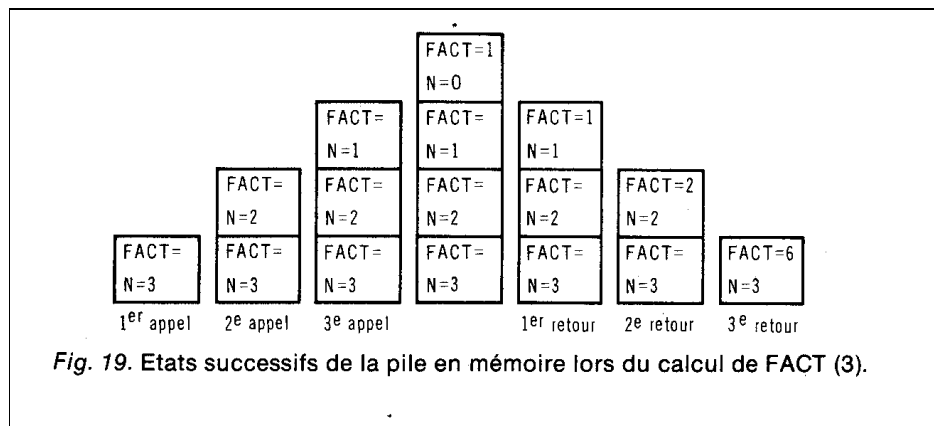 FACT=1
N=0
FACT= FACT= FACT=1
N=1 N=1 N=1
FACT= FACT= FACT= FACT= FACT=2
N=2 N=2 N=2 N=2 N=2
FACT= FACT= FACT= FACT= FACT= FACT= FACT=6
N=3 N=3 N=3 N=3 N=3 N=3 N=3
1er appel 2e appel 3e appel 1er retour 2e retour 3e retour
Fig. 19. Etats successifs de la pile en mémoire lors du calcul de FACT (3).